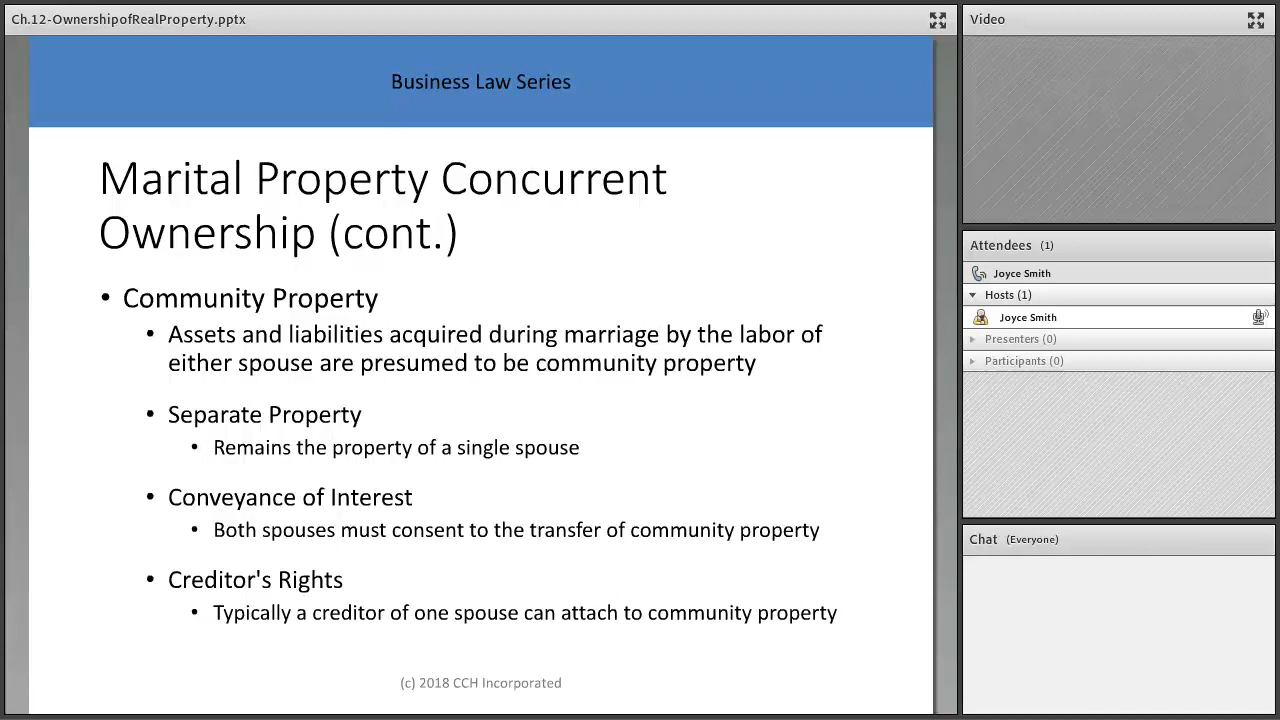 Ch.12-OwnershipofRealProperty.pptx
Business Law Series
Marital Property Concurrent
Ownership (cont.)
• Community Property
• Assets and liabilities acquired during marriage by the labor of
either spouse are presumed to be community property
• Separate Property
• Remains the property of a single spouse
• Conveyance of Interest
• Both spouses must consent to the transfer of community property
• Creditor's Rights
• Typically a creditor of one spouse can attach to community property
(c) 2018 CCH Incorporated
Video
Attendees (1)
Joyce Smith
Hosts (1)
Joyce Smith
Presenters (0)
Participants (0)
Chat (Everyone)